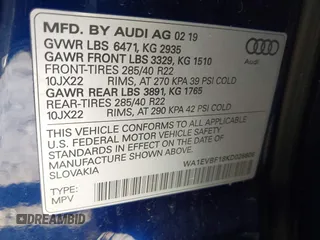 MFD. BY AUDI AG 02 19
GVWR LBS 6471, KG 2935
GAWR FRONT LBS 3329, KG 1510
FRONT-TIRES 285/40 R22
10JX22 RIMS, AT 270 KPA 39 PSI COLD
GAWR REAR LBS 3891, KG 1765
REAR-TIRES 285/40 R22
10JX22 RIMS, AT 290 KPA 42 PSI COLD
THIS VEHICLE CONFORMS TO ALL APPLICABLE
U.S. FEDERAL MOTOR VEHICLE SAFETY
STANDARDS IN EFFECT ON THE DATE OF
MANUFACTURE SHOWN ABOVE.
SLOVAKIA
TYPE:
MPV
Audi
DREAMBID